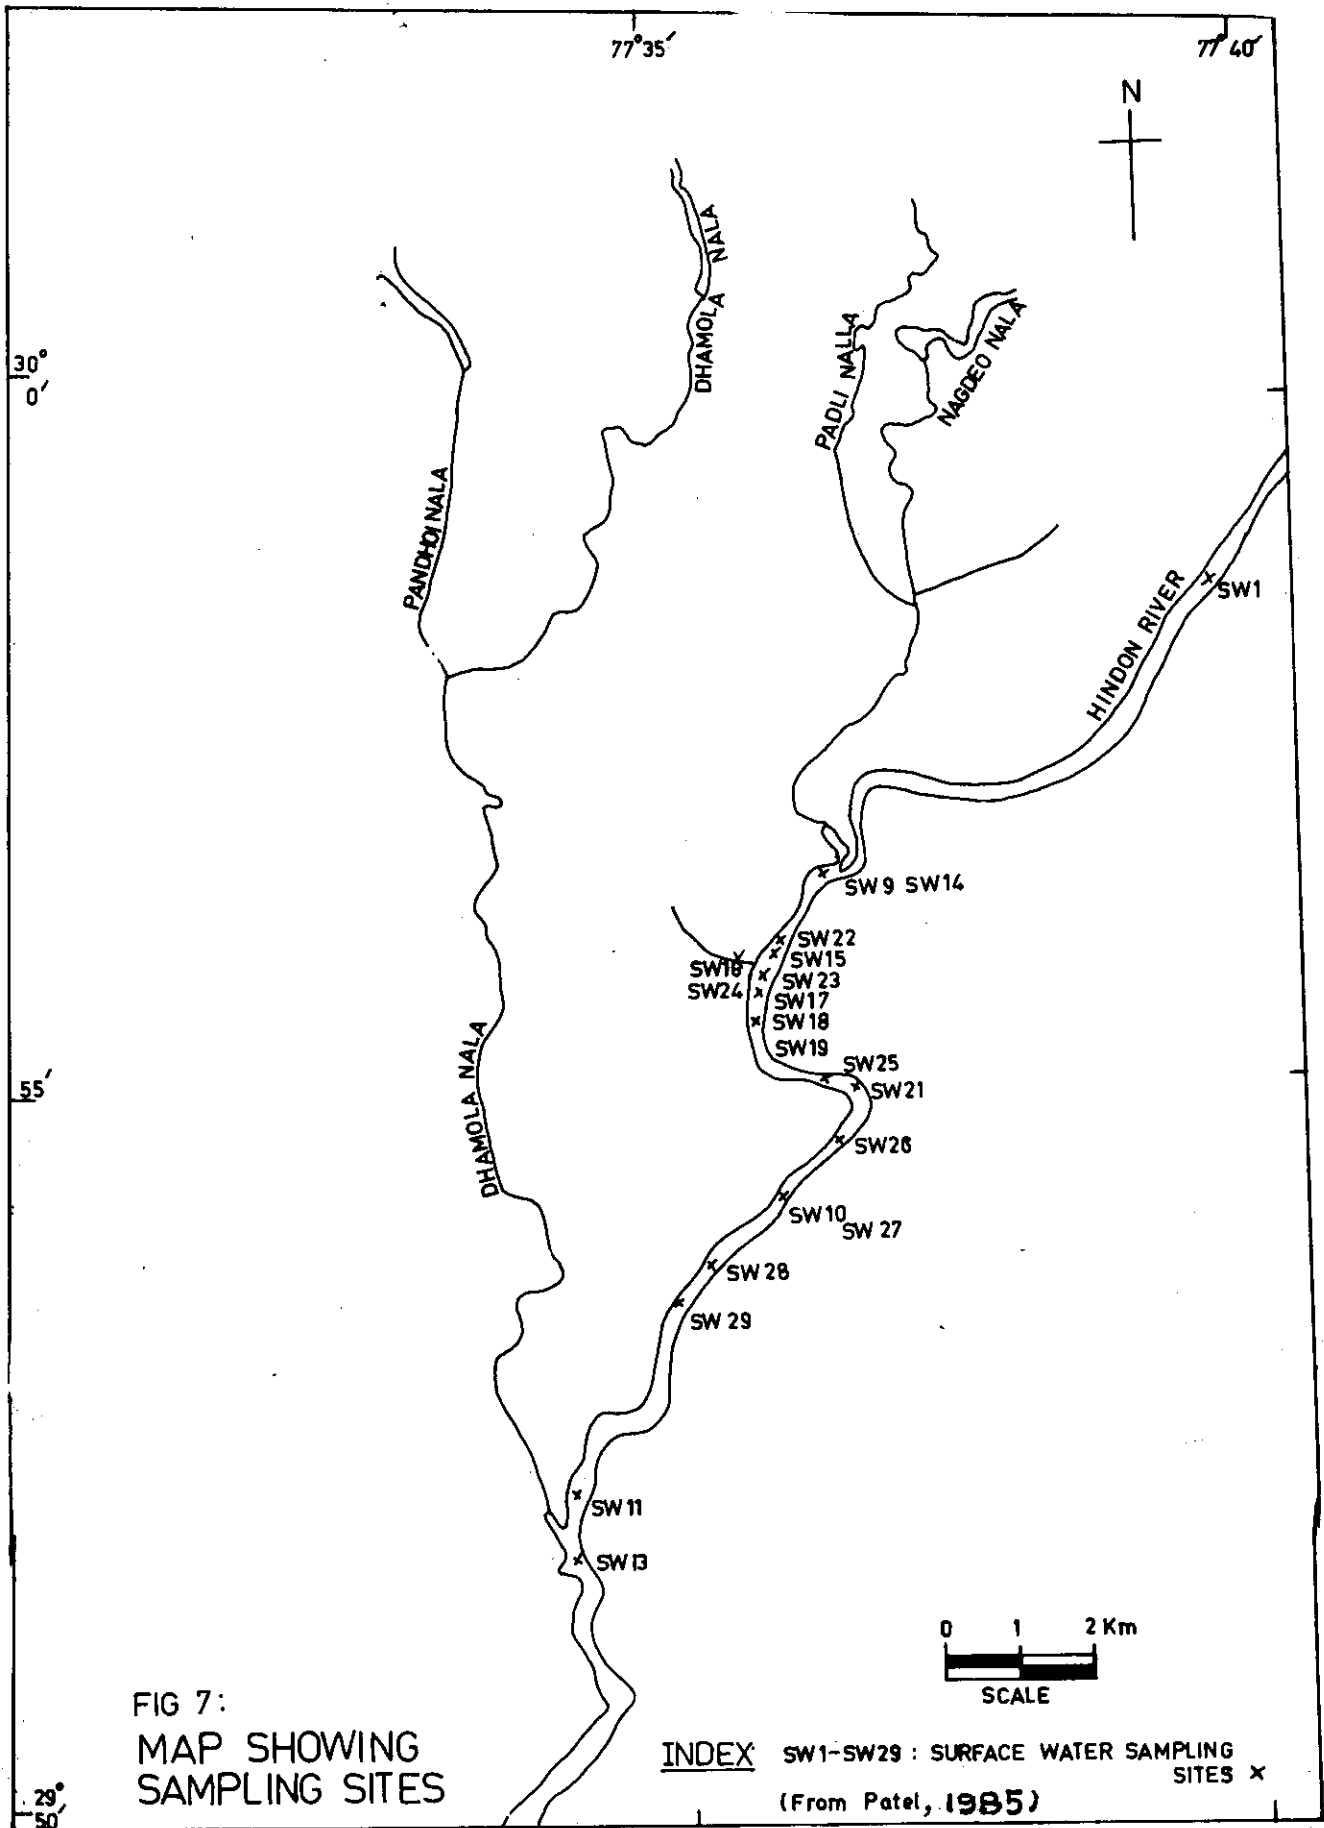 77°35′
77°40′
N
DHAMOLA NALA
PADLI NALLA
NAGDEO NALA
30°
0′
PANDHOI NALA
HINDON RIVER
SW1
SW9 SW14
SW22
SW15
SW16
SW23
SW24
SW17
SW18
SW19
SW25
SW21
55′
DHAMOLA NALA
SW26
SW10
SW 27
SW 28
SW 29
SW 11
SW 13
0 1 2 Km
SCALE
FIG 7:
MAP SHOWING
SAMPLING SITES
INDEX SW1-SW29 : SURFACE WATER SAMPLING
SITES x
(From Patel, 1985)
29°
50′